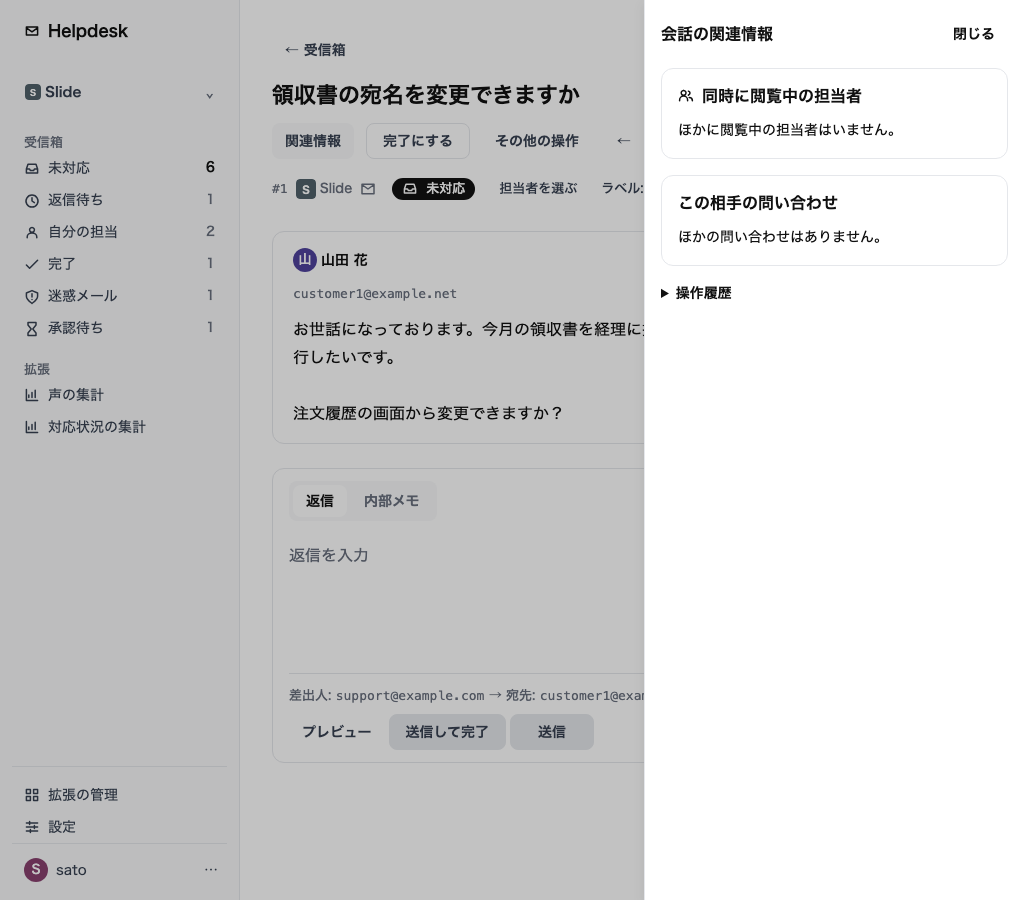 Helpdesk
S Slide
受信箱
未対応 6
返信待ち 1
自分の担当 2
完了 1
迷惑メール 1
承認待ち 1
拡張
声の集計
対応状況の集計
拡張の管理
設定
S sato ...
← 受信箱
領収書の宛名を変更できますか
関連情報 完了にする その他の操作 ←
#1 S Slide 未対応 担当者を選ぶ ラベル:
山 山田 花
customer1@example.net
お世話になっております。今月の領収書を経理に
行したいです。
注文履歴の画面から変更できますか？
返信 内部メモ
返信を入力
差出人: support@example.com → 宛先: customer1@exam
プレビュー 送信して完了 送信
会話の関連情報 閉じる
同時に閲覧中の担当者
ほかに閲覧中の担当者はいません。
この相手の問い合わせ
ほかの問い合わせはありません。
▶ 操作履歴